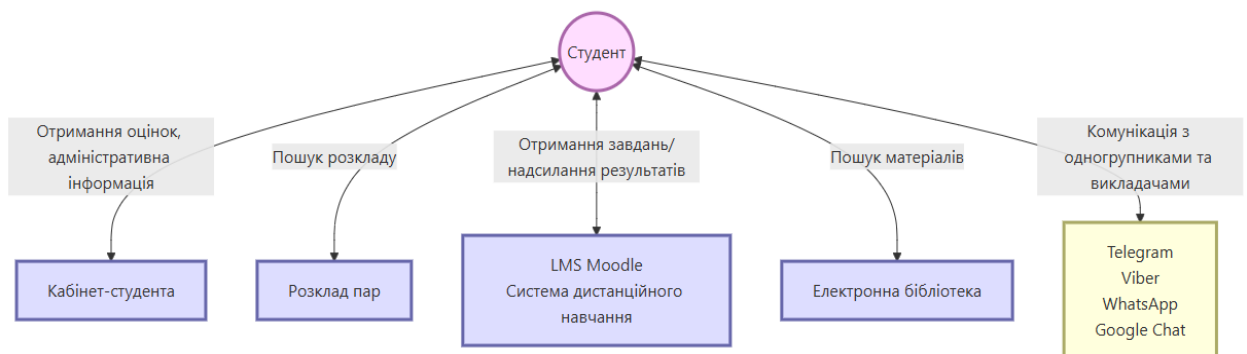 Студент
Отримання оцінок,
адміністративна
інформація
Пошук розкладу
Отримання завдань/
надсилання результатів
Пошук матеріалів
Комунікація з
одногрупниками та
викладачами
Кабінет-студента
Розклад пар
LMS Moodle
Система дистанційного
навчання
Електронна бібліотека
Telegram
Viber
WhatsApp
Google Chat